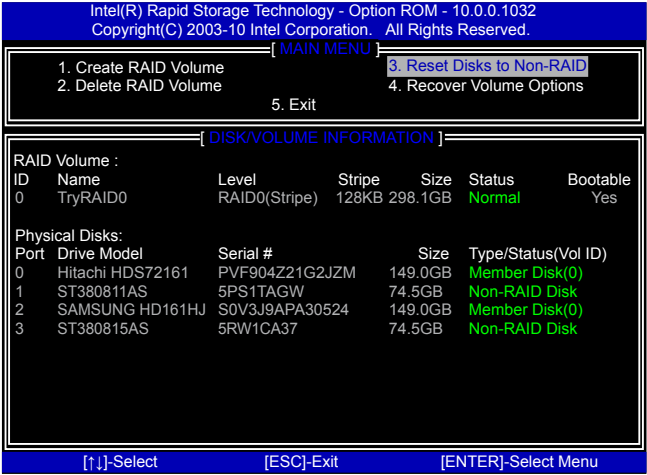 Intel(R) Rapid Storage Technology - Option ROM - 10.0.0.1032
Copyright(C) 2003-10 Intel Corporation. All Rights Reserved.
[ MAIN MENU ]
1. Create RAID Volume 3. Reset Disks to Non-RAID
2. Delete RAID Volume 4. Recover Volume Options
5. Exit
[ DISK/VOLUME INFORMATION ]
RAID Volume :
ID Name Level Stripe Size Status Bootable
0 TryRAID0 RAID0(Stripe) 128KB 298.1GB Normal Yes
Physical Disks:
Port Drive Model Serial # Size Type/Status(Vol ID)
0 Hitachi HDS72161 PVF904Z21G2JZM 149.0GB Member Disk(0)
1 ST380811AS 5PS1TAGW 74.5GB Non-RAID Disk
2 SAMSUNG HD161HJ S0V3J9APA30524 149.0GB Member Disk(0)
3 ST380815AS 5RW1CA37 74.5GB Non-RAID Disk
[↑↓]-Select [ESC]-Exit [ENTER]-Select Menu